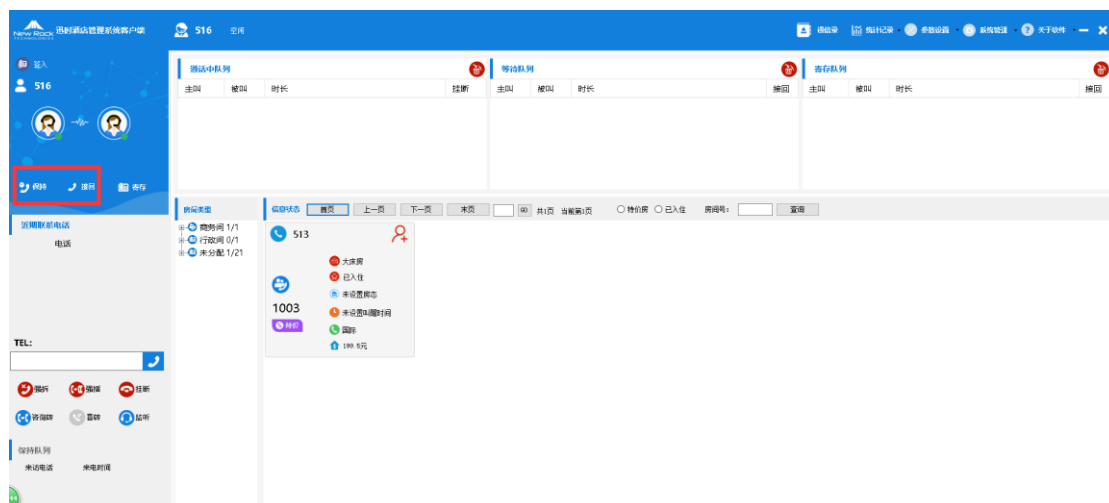 New Rock
TECHNOLOGIES
迅时酒店管理系统客户端
516 空闲
通信录 统计记录 参数设置 系统管理 关于软件
签入
516
保持 接回 寄存
通话中队列
主叫 被叫 时长 挂断
等待队列
主叫 被叫 时长 接回
寄存队列
主叫 被叫 时长 接回
近期联系电话
电话
TEL:
强拆 强插 挂断
咨询转 盲转 监听
保持队列
来访电话 来电时间
44
房间类型
商务间 1/1
行政间 0/1
未分配 1/21
信息状态 首页 上一页 下一页 末页 GO 共1页 当前第1页 特价房 已入住 房间号: 查询
513
大床房
已入住
未设置房态
1003
未设置叫醒时间
特价
国际
199.5元